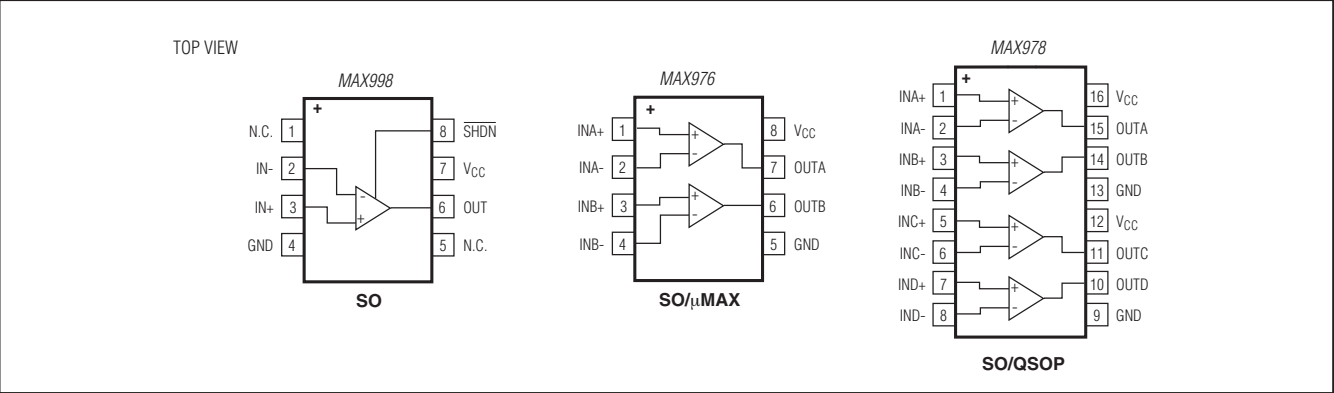 TOP VIEW
MAX998
+
N.C. 1
IN- 2
IN+ 3
GND 4
8 SHDN
7 VCC
6 OUT
5 N.C.
-
+
SO
MAX976
+
INA+ 1
INA- 2
INB+ 3
INB- 4
8 VCC
7 OUTA
6 OUTB
5 GND
+
-
+
-
SO/μMAX
MAX978
+
INA+ 1
INA- 2
INB+ 3
INB- 4
INC+ 5
INC- 6
IND+ 7
IND- 8
16 VCC
15 OUTA
14 OUTB
13 GND
12 VCC
11 OUTC
10 OUTD
9 GND
+
-
+
-
+
-
+
-
SO/QSOP